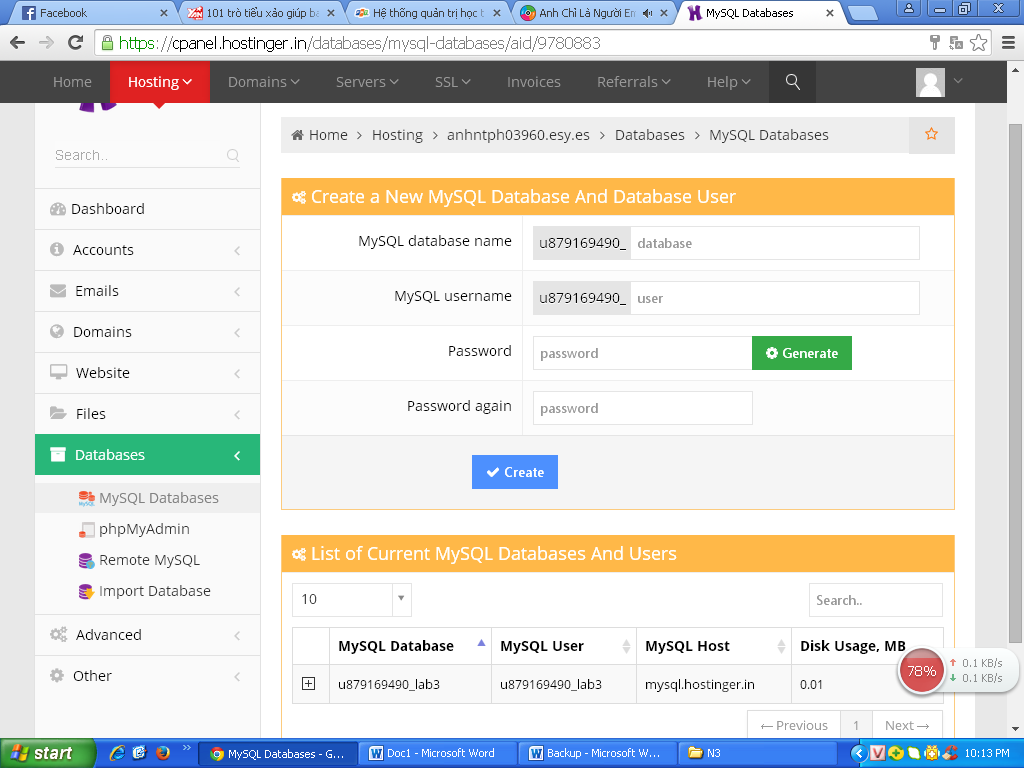 Facebook
101 trò tiểu xảo giúp bạ
Hệ thống quản trị học t
Anh Chỉ Là Người Em
MySQL Databases
https://cpanel.hostinger.in/databases/mysql-databases/aid/9780883
Home Hosting Domains Servers SSL Invoices Referrals Help
Search..
Home > Hosting > anhntph03960.esy.es > Databases > MySQL Databases
Dashboard
Accounts
Emails
Domains
Website
Files
Databases
MySQL Databases
phpMyAdmin
Remote MySQL
Import Database
Advanced
Other
Create a New MySQL Database And Database User
MySQL database name u879169490_ database
MySQL username u879169490_ user
Password password Generate
Password again password
Create
List of Current MySQL Databases And Users
10 Search..
MySQL Database MySQL User MySQL Host Disk Usage, MB
u879169490_lab3 u879169490_lab3 mysql.hostinger.in 0.01
78% 0.1 KB/s
0.1 KB/s
←Previous 1 Next→
start MySQL Databases - G... Doc1 - Microsoft Word Backup - Microsoft W... N3 10:13 PM